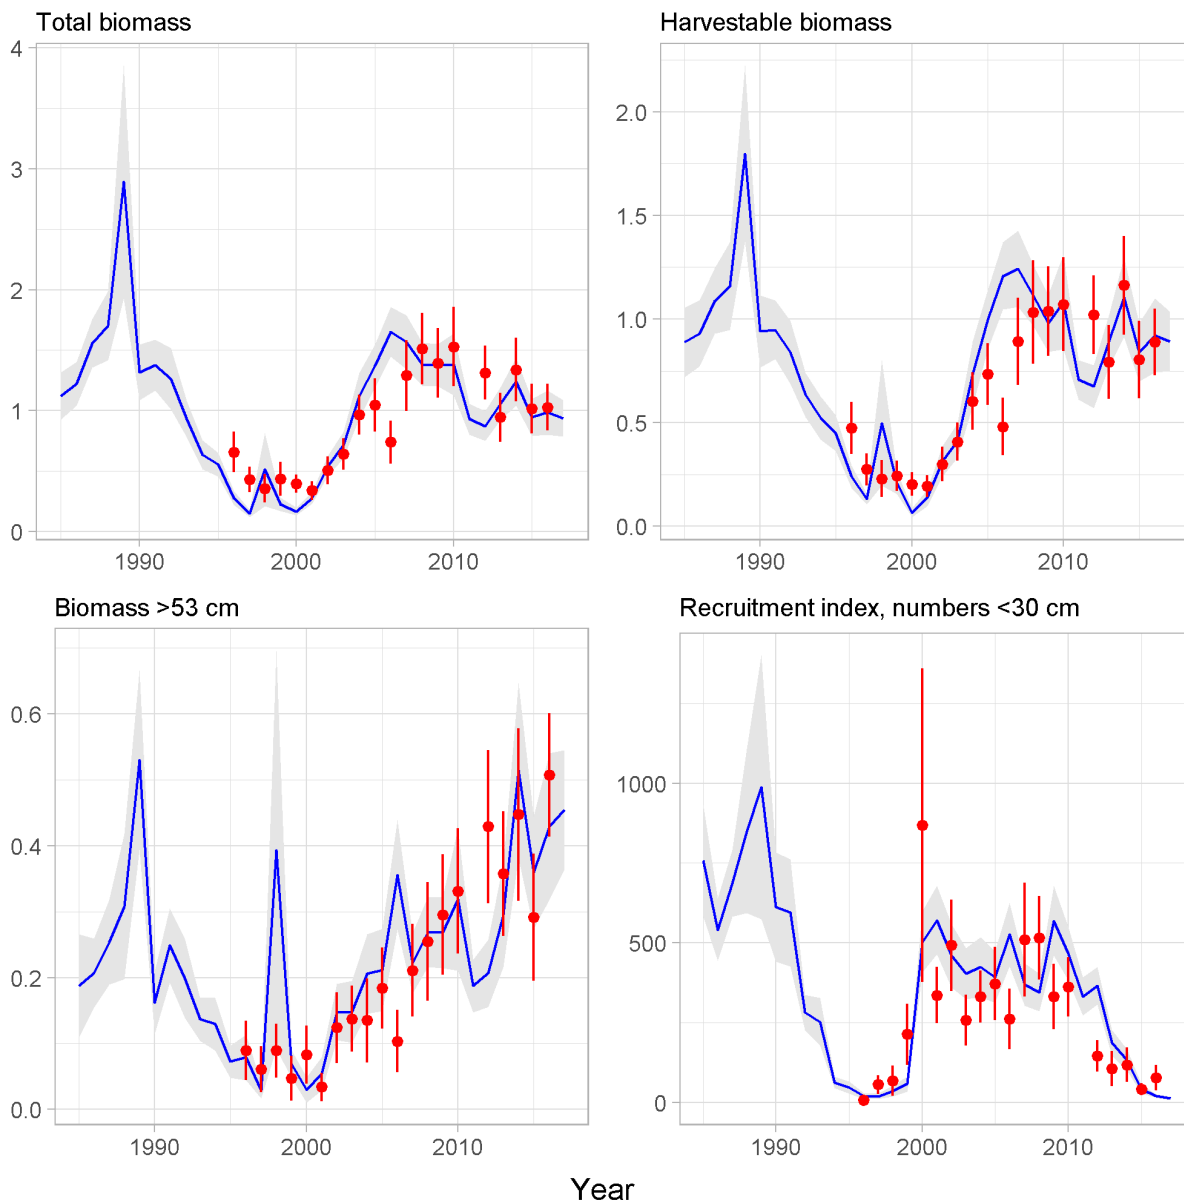 Total biomass
Harvestable biomass
4
3
2
1
0
2.0
1.5
1.0
0.5
0.0
1990 2000 2010
1990 2000 2010
Biomass >53 cm
Recruitment index, numbers <30 cm
0.6
0.4
0.2
0.0
1000
500
0
1990 2000 2010
1990 2000 2010
Year